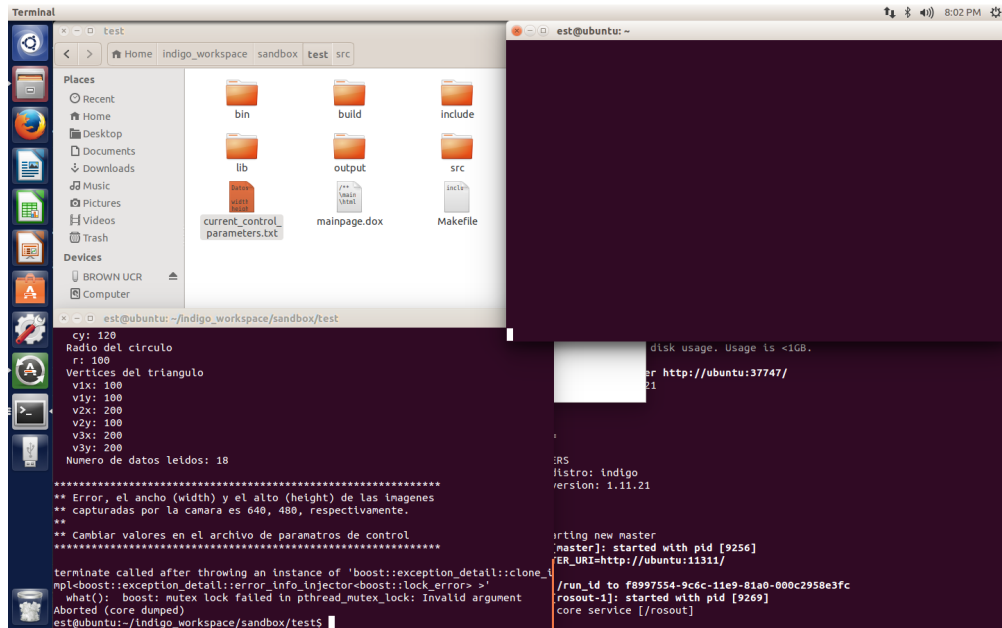 Terminal
8:02 PM
test
Home indigo_workspace sandbox test src
Places
Recent
Home
Desktop
Documents
Downloads
Music
Pictures
Videos
Trash
Devices
BROWN UCR
Computer
bin
build
include
lib
output
src
Datos
width
/**
\main
\html
current_control_
parameters.txt
mainpage.dox
Makefile
est@ubuntu: ~
est@ubuntu: ~/indigo_workspace/sandbox/test
cy: 120
Radio del circulo
r: 100
Vertices del triangulo
v1x: 100
v1y: 100
v2x: 200
v2y: 100
v3x: 200
v3y: 200
Numero de datos leidos: 18
**************************************************************
** Error, el ancho (width) y el alto (height) de las imagenes
** capturadas por la camara es 640, 480, respectivamente.
**
** Cambiar valores en el archivo de paramatros de control
**************************************************************
terminate called after throwing an instance of 'boost::exception_detail::clone_i
mpl<boost::exception_detail::error_info_injector<boost::lock_error> >'
what(): boost: mutex lock failed in pthread_mutex_lock: Invalid argument
Aborted (core dumped)
est@ubuntu:~/indigo_workspace/sandbox/test$
disk usage. Usage is <1GB.
er http://ubuntu:37747/
21
ERS
distro: indigo
version: 1.11.21
arting new master
[master]: started with pid [9256]
TER_URI=http://ubuntu:11311/
/run_id to f8997554-9c6c-11e9-81a0-000c2958e3fc
[rosout-1]: started with pid [9269]
core service [/rosout]